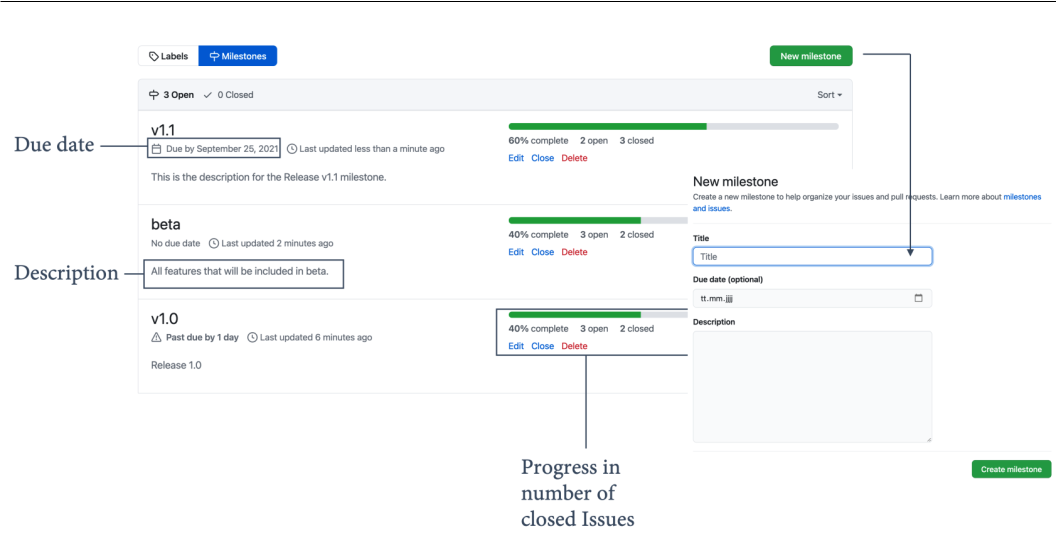 Labels Milestones New milestone
3 Open 0 Closed Sort
v1.1
Due date
Due by September 25, 2021 Last updated less than a minute ago
This is the description for the Release v1.1 milestone.
60% complete 2 open 3 closed
Edit Close Delete
beta
No due date Last updated 2 minutes ago
Description
All features that will be included in beta.
40% complete 3 open 2 closed
Edit Close Delete
v1.0
Past due by 1 day Last updated 6 minutes ago
Release 1.0
40% complete 3 open 2 closed
Edit Close Delete
Progress in
number of
closed Issues
New milestone
Create a new milestone to help organize your issues and pull requests. Learn more about milestones
and issues.
Title
Title
Due date (optional)
tt.mm.jjjj
Description
Create milestone